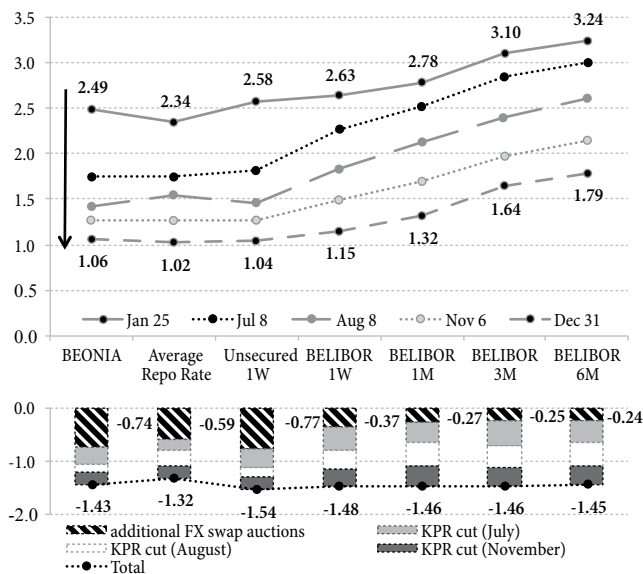 3.5
3.0
2.5
2.0
1.5
1.0
0.5
0.0
2.49
2.34
2.58
2.63
2.78
3.10
3.24
1.06
1.02
1.04
1.15
1.32
1.64
1.79
Jan 25
Jul 8
Aug 8
Nov 6
Dec 31
BEONIA
Average Repo Rate
Unsecured 1W
BELIBOR 1W
BELIBOR 1M
BELIBOR 3M
BELIBOR 6M
0.0
-1.0
-2.0
-0.74
-0.59
-0.77
-0.37
-0.27
-0.25
-0.24
-1.43
-1.32
-1.54
-1.48
-1.46
-1.46
-1.45
additional FX swap auctions
KPR cut (July)
KPR cut (August)
KPR cut (November)
Total